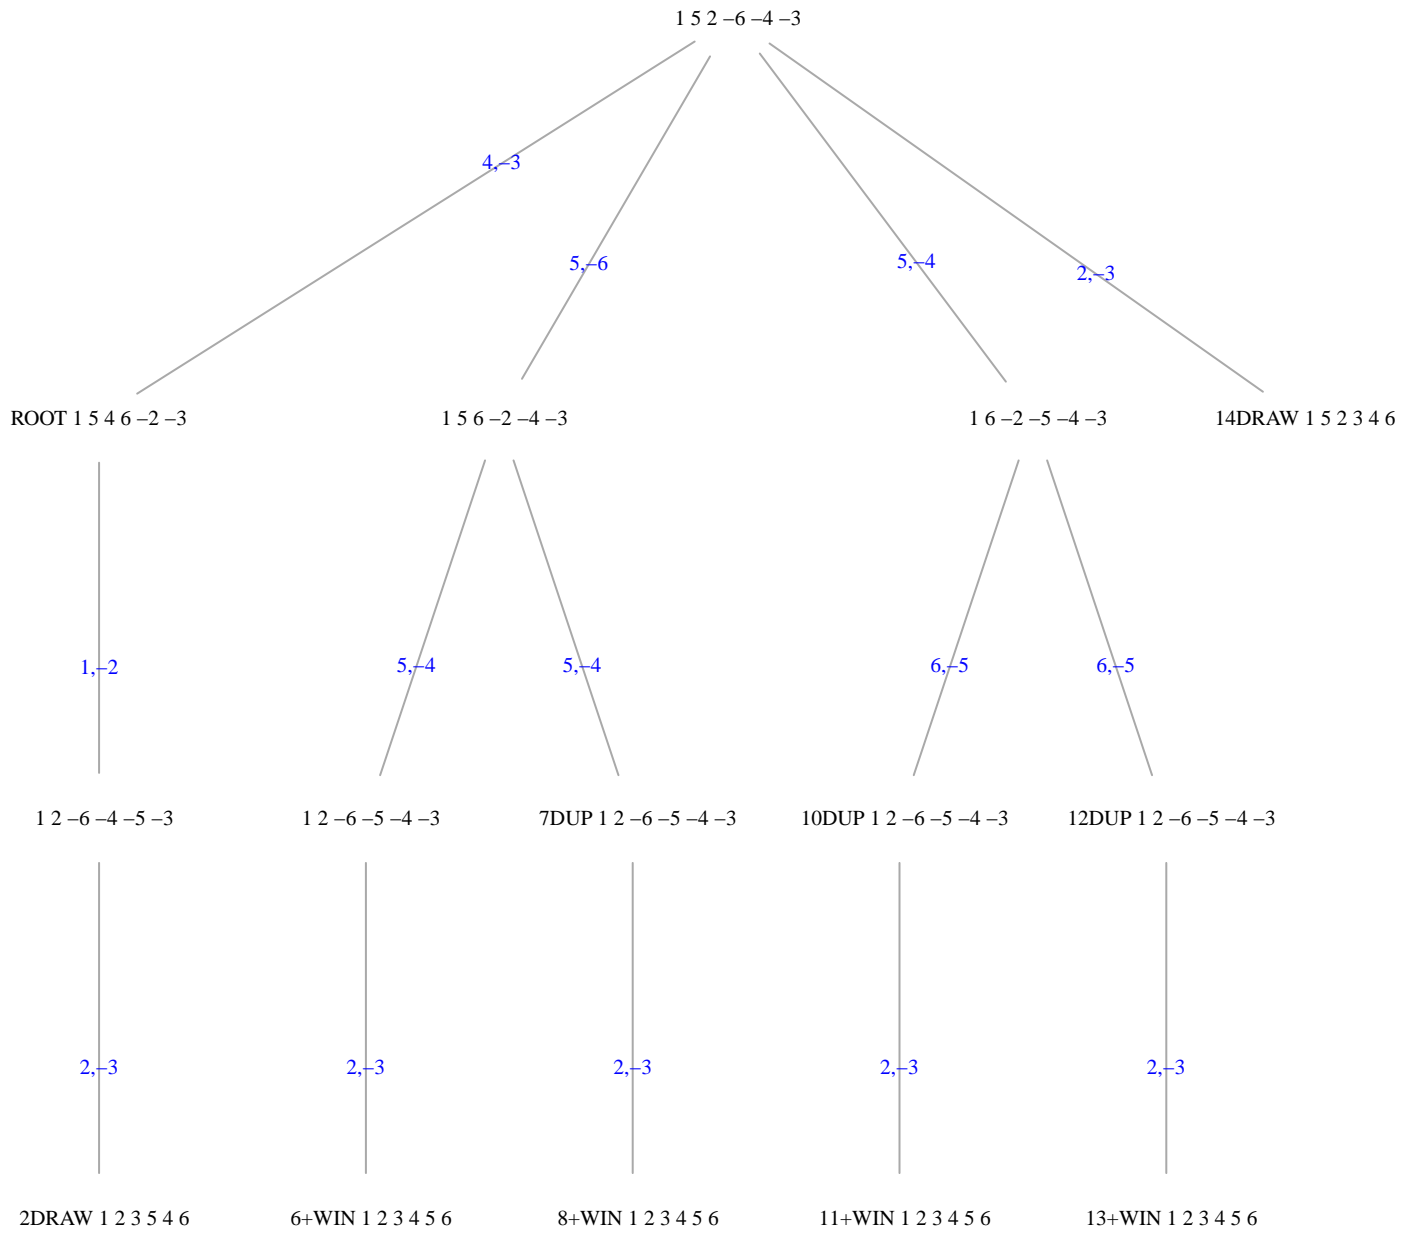 1 5 2 –6 –4 –3
4,–3
5,–6
5,–4
2,–3
ROOT 1 5 4 6 –2 –3
1 5 6 –2 –4 –3
1 6 –2 –5 –4 –3
14DRAW 1 5 2 3 4 6
1,–2
5,–4
5,–4
6,–5
6,–5
1 2 –6 –4 –5 –3
1 2 –6 –5 –4 –3
7DUP 1 2 –6 –5 –4 –3
10DUP 1 2 –6 –5 –4 –3
12DUP 1 2 –6 –5 –4 –3
2,–3
2,–3
2,–3
2,–3
2,–3
2DRAW 1 2 3 5 4 6
6+WIN 1 2 3 4 5 6
8+WIN 1 2 3 4 5 6
11+WIN 1 2 3 4 5 6
13+WIN 1 2 3 4 5 6